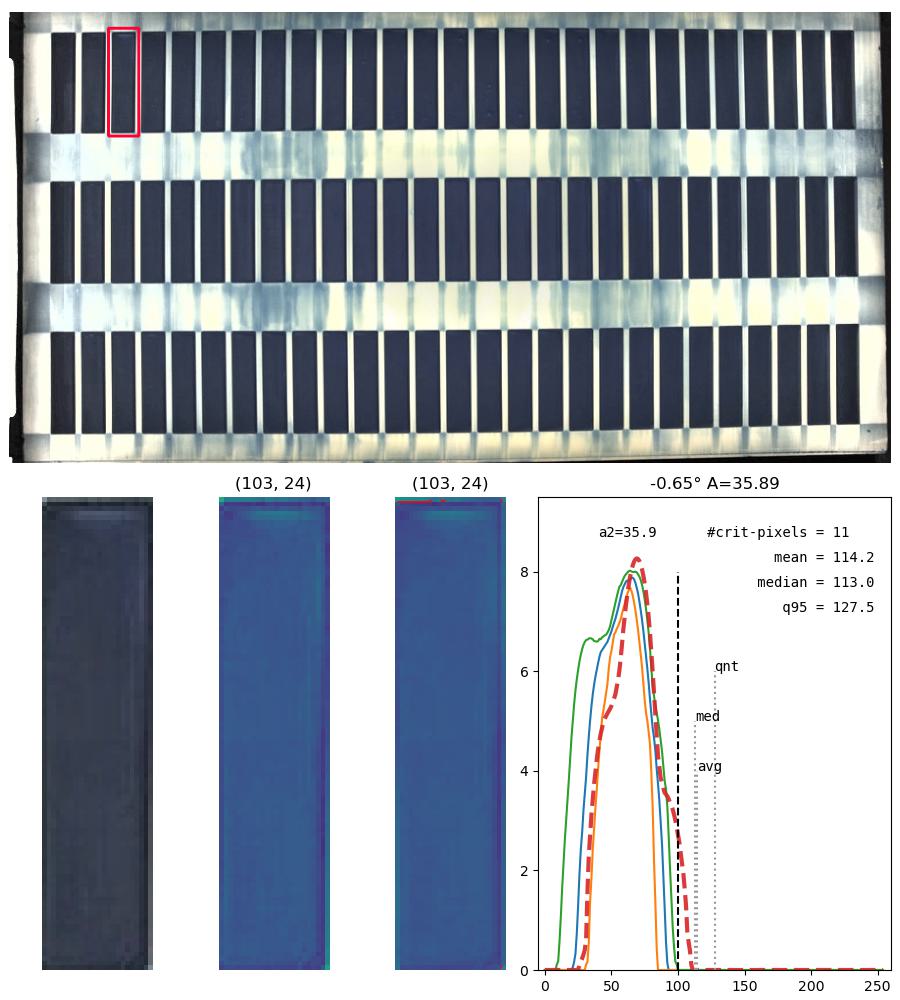 (103, 24)
(103, 24)
-0.65° A=35.89
a2=35.9
#crit-pixels = 11
mean = 114.2
median = 113.0
q95 = 127.5
qnt
med
avg
8
6
4
2
0
0 50 100 150 200 250